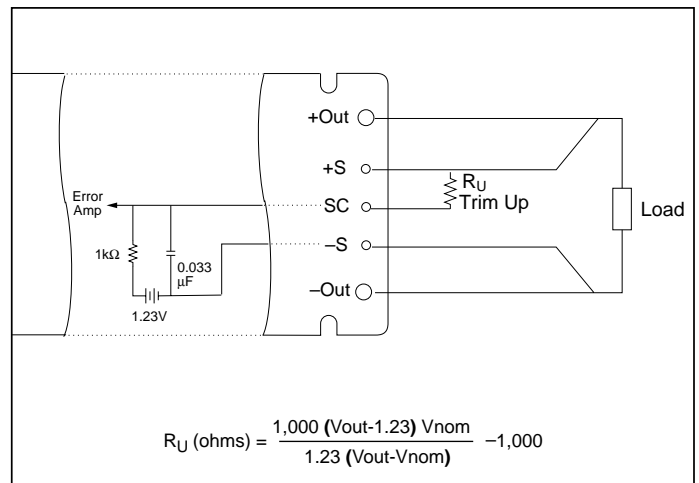 +Out
+S
RU
Trim Up
Error
Amp
SC
Load
1kΩ
0.033
µF
–S
1.23V
–Out
RU (ohms) = 1,000 (Vout-1.23) Vnom / 1.23 (Vout-Vnom) –1,000